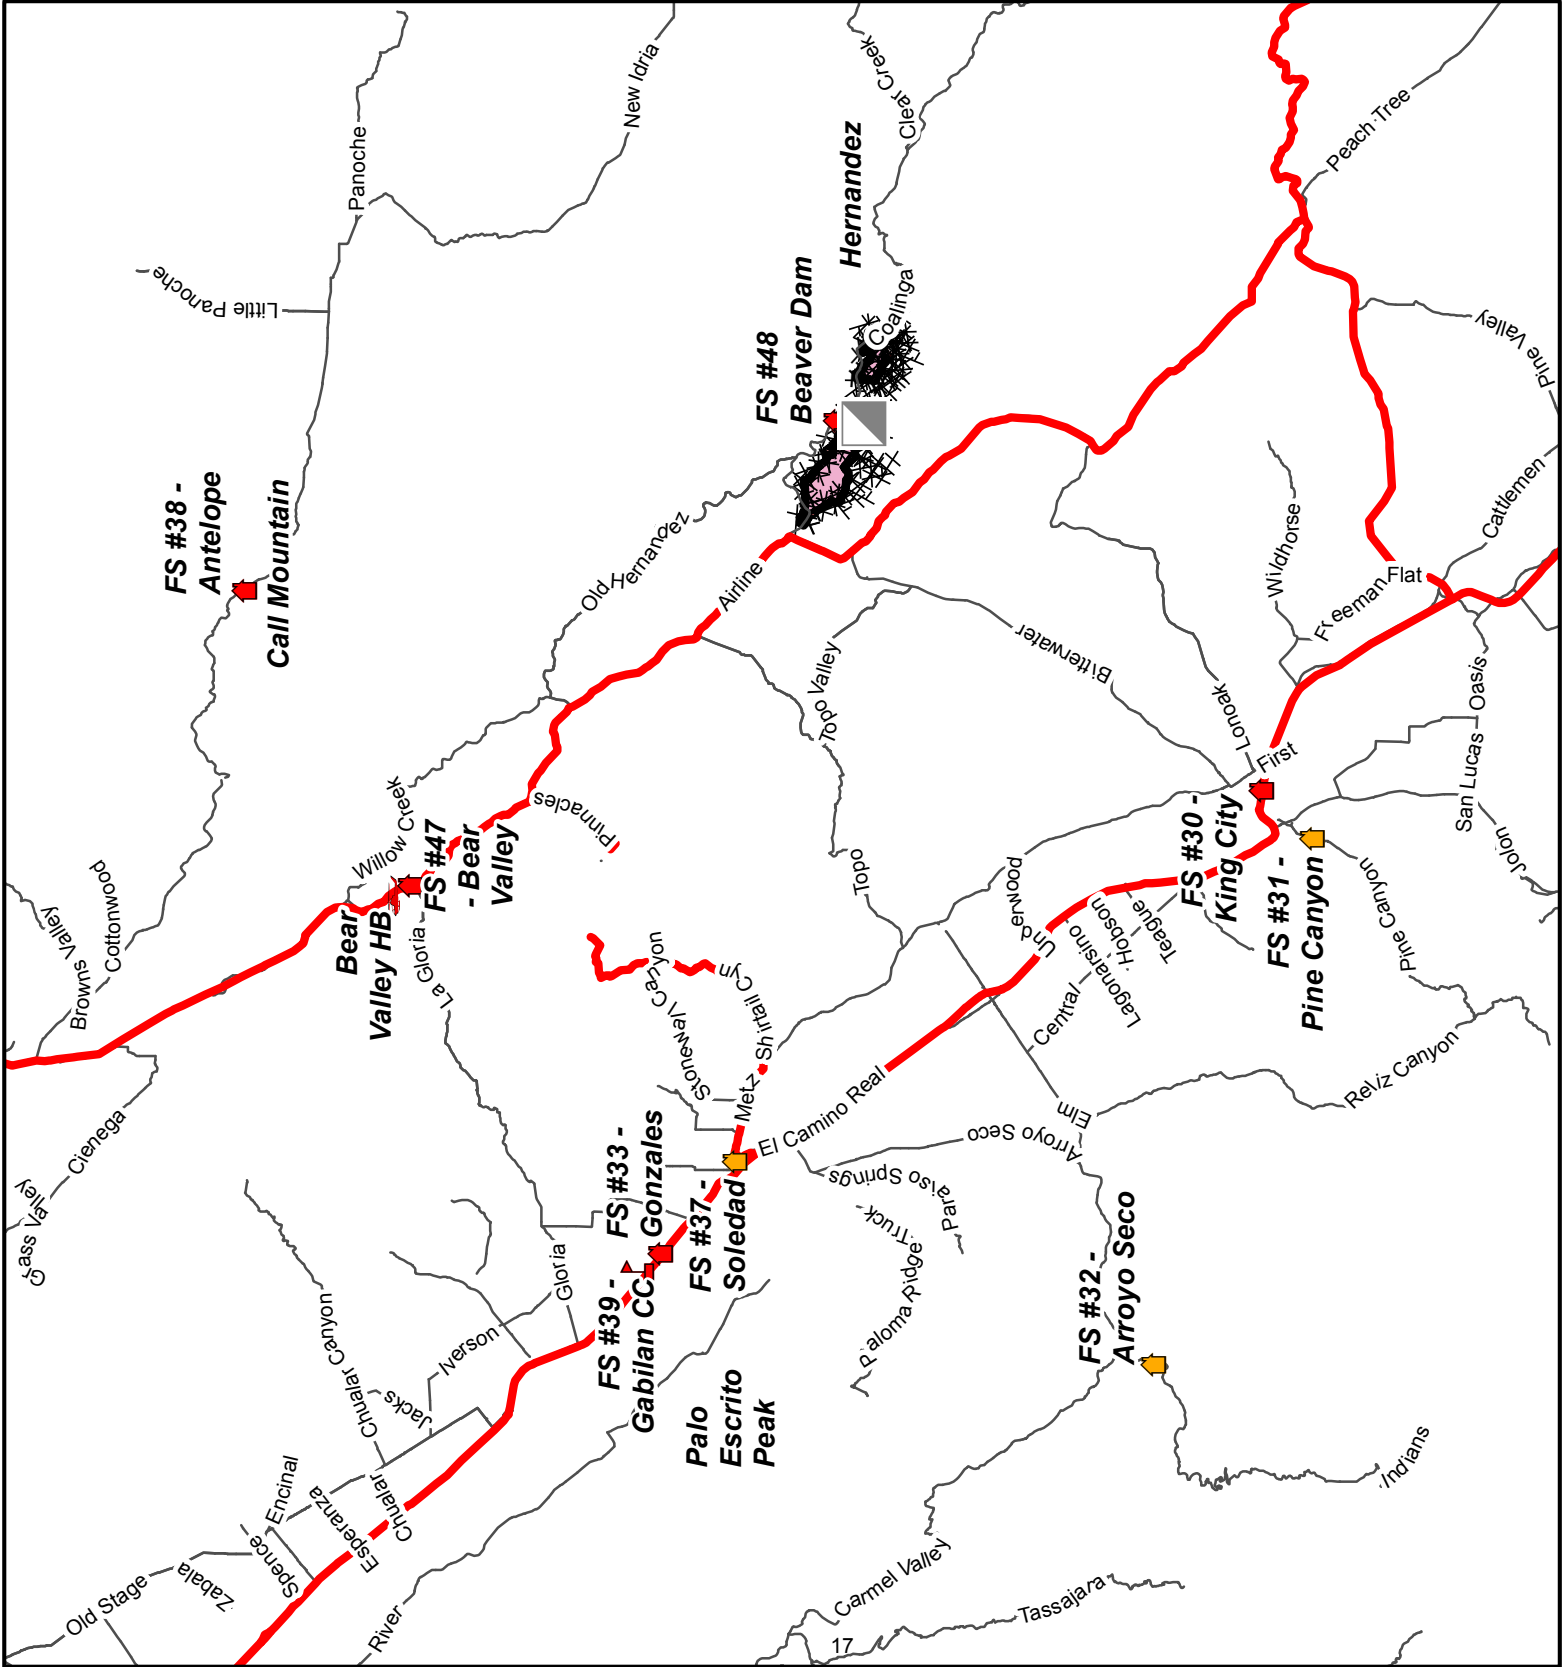 Panoche
New Idria
Little Panoche
Clear Creek
Hernandez
Coalinga
Peach Tree
Pine Valley
FS #48
Beaver Dam
FS #38 -
Antelope
Call Mountain
Old Hernandez
Airline
Cattlemen
Wildhorse
Freeman Flat
Bitterwater
Topo Valley
Lonoak
First
San Lucas
Oasis
Jolon
FS #30 -
King City
FS #31 -
Pine Canyon
Pine Canyon
Pinnacles
Willow Creek
FS #47
- Bear
Valley
Bear
Valley HB
La Gloria
Cottonwood
Browns Valley
Topo
Underwood
Hobson
Teague
Lagomarsino
Central
Stonewall Canyon
Shirtail Cyn
Metz
El Camino Real
Elm
Arroyo Seco
Reliz Canyon
Paraiso Springs
Paraiso
Paloma Ridge Truck
Cienega
Grass Valley
FS #33 -
Gonzales
FS #37 -
Soledad
FS #39 -
Gabilan CC
Palo
Escrito
Peak
FS #32 -
Arroyo Seco
Gloria
Iverson
Chualar Canyon
Jacks
Chualar
Esperanza
Encinal
Spence
Zabala
Old Stage
River
Carmel Valley
Tassajara
17
Indians